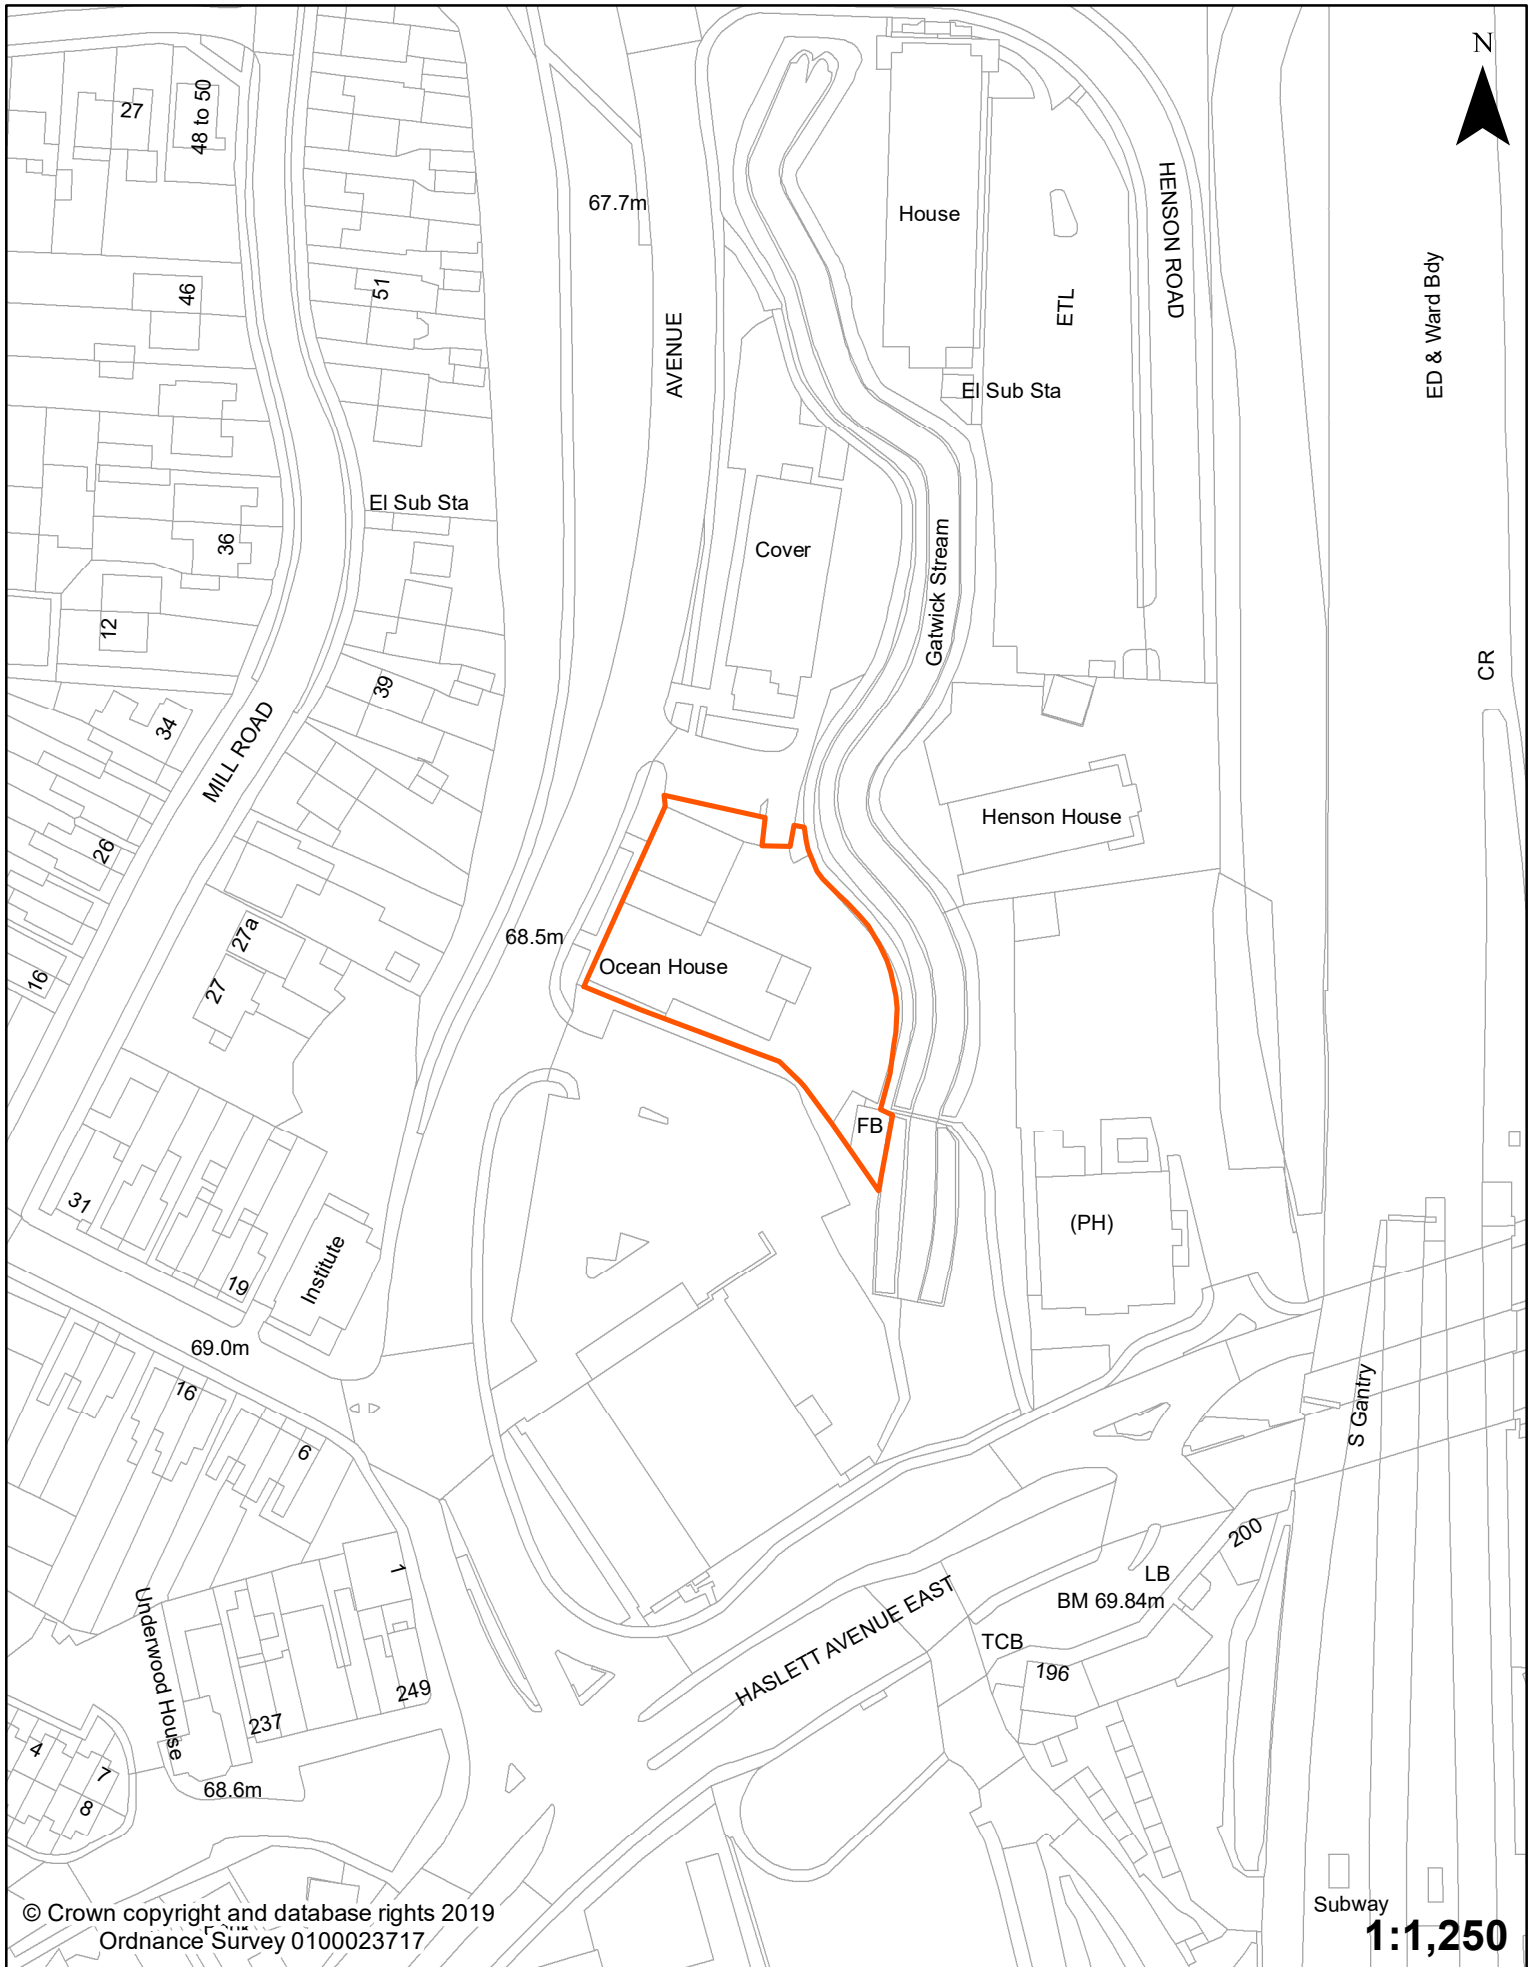 N
27
48 to 50
67.7m
House
HENSON ROAD
46
51
AVENUE
ETL
ED & Ward Bdy
El Sub Sta
El Sub Sta
36
Cover
Gatwick Stream
12
39
CR
34
MILL ROAD
Henson House
26
27a
68.5m
Ocean House
16
27
FB
31
(PH)
19
Institute
69.0m
16
S Gantry
6
200
1
LB
BM 69.84m
HASLETT AVENUE EAST
Underwood House
TCB
196
249
237
4
7
68.6m
8
Subway
© Crown copyright and database rights 2019
Ordnance Survey 0100023717
1:1,250